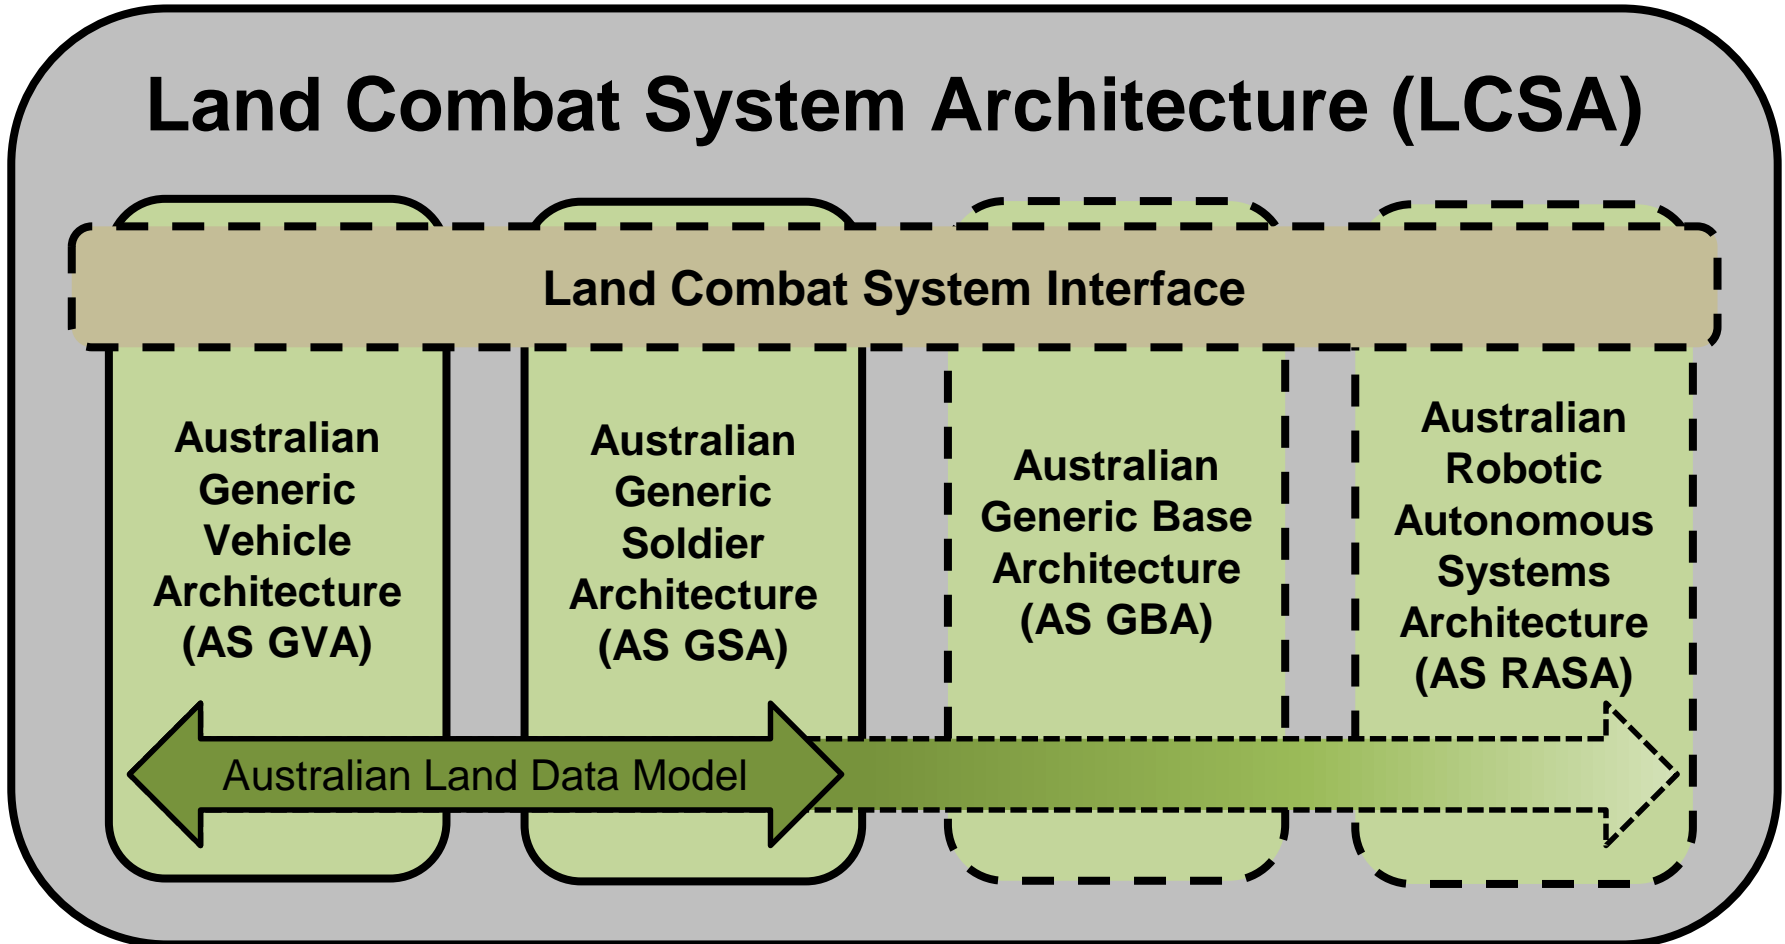 Land Combat System Architecture (LCSA)
Land Combat System Interface
Australian
Generic
Vehicle
Architecture
(AS GVA)
Australian
Generic
Soldier
Architecture
(AS GSA)
Australian
Generic Base
Architecture
(AS GBA)
Australian
Robotic
Autonomous
Systems
Architecture
(AS RASA)
Australian Land Data Model